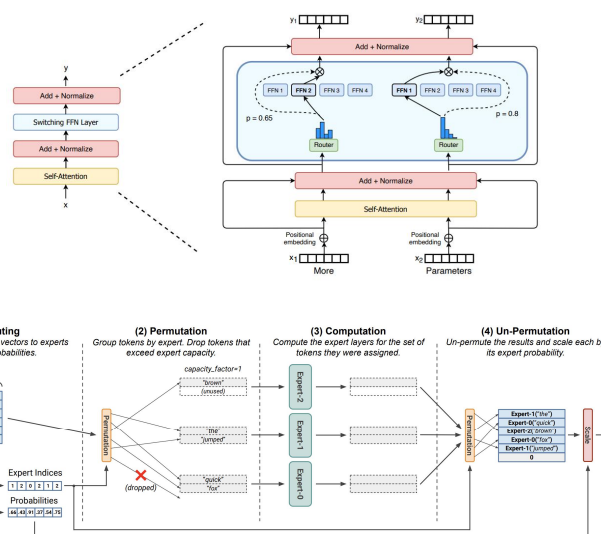 y₁
y₂
Add + Normalize
y
Add + Normalize
Switching FFN Layer
Add + Normalize
Self-Attention
x
FFN 1 FFN 2 FFN 3 FFN 4
FFN 1 FFN 2 FFN 3 FFN 4
p = 0.65
p = 0.8
Router
Router
Add + Normalize
Self-Attention
Positional
embedding
Positional
embedding
x₁
x₂
More
Parameters
ting
vectors to experts
babilities.
Expert Indices
1 2 0 2 1 2
Probabilities
.66 .43 .91 .37 .54 .75
(2) Permutation
Group tokens by expert. Drop tokens that
exceed expert capacity.
capacity_factor=1
Permutation
"brown"
(unused)
"jumped"
"quick"
"fox"
(dropped)
(3) Computation
Compute the expert layers for the set of
tokens they were assigned.
Expert-2
Expert-1
Expert-0
(4) Un-Permutation
Un-permute the results and scale each b
its expert probability.
Permutation
Expert-1("the")
Expert-0("quick")
Expert-2("brown")
Expert-0("fox")
Expert-1("jumped")
0
Scale